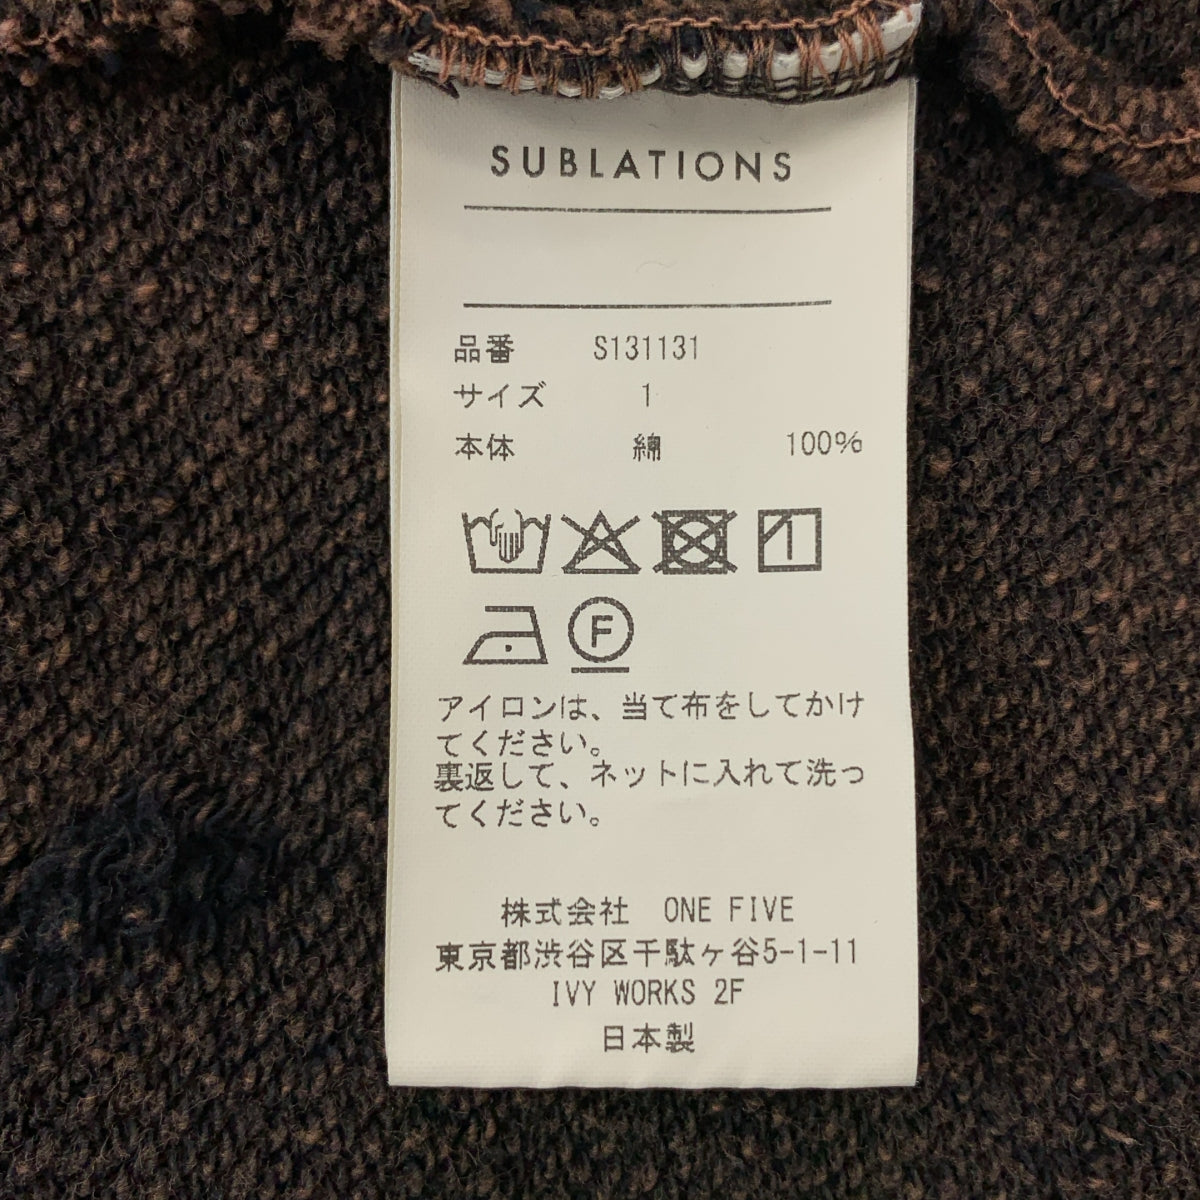 SUBLATIONS
品番 S131131
サイズ 1
本体 綿 100%
F
アイロンは、当て布をしてかけ
てください。
裏返して、ネットに入れて洗っ
てください。
株式会社 ONE FIVE
東京都渋谷区千駄ヶ谷5-1-11
IVY WORKS 2F
日本製